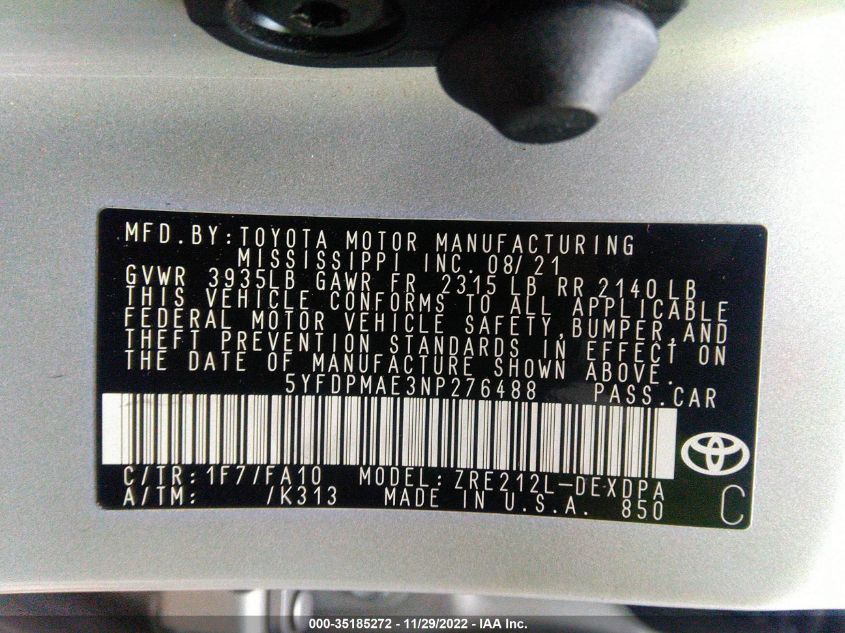 MFD.BY:TOYOTA MOTOR MANUFACTURING
MISSISSIPPI INC. 08/21
GVWR 3935LB GAWR FR 2315 LB RR 2140 LB
THIS VEHICLE CONFORMS TO ALL APPLICABLE
FEDERAL MOTOR VEHICLE SAFETY,BUMPER,AND
THEFT PREVENTION STANDARDS IN EFFECT ON
THE DATE OF MANUFACTURE SHOWN ABOVE.
5YFDPMAE3NP276488 PASS.CAR
C/TR:1F7/FA10 MODEL:ZRE212L-DEXDPA
A/TM: /K313 MADE IN U.S.A. 850 C
000-35185272 - 11/29/2022 - IAA Inc.